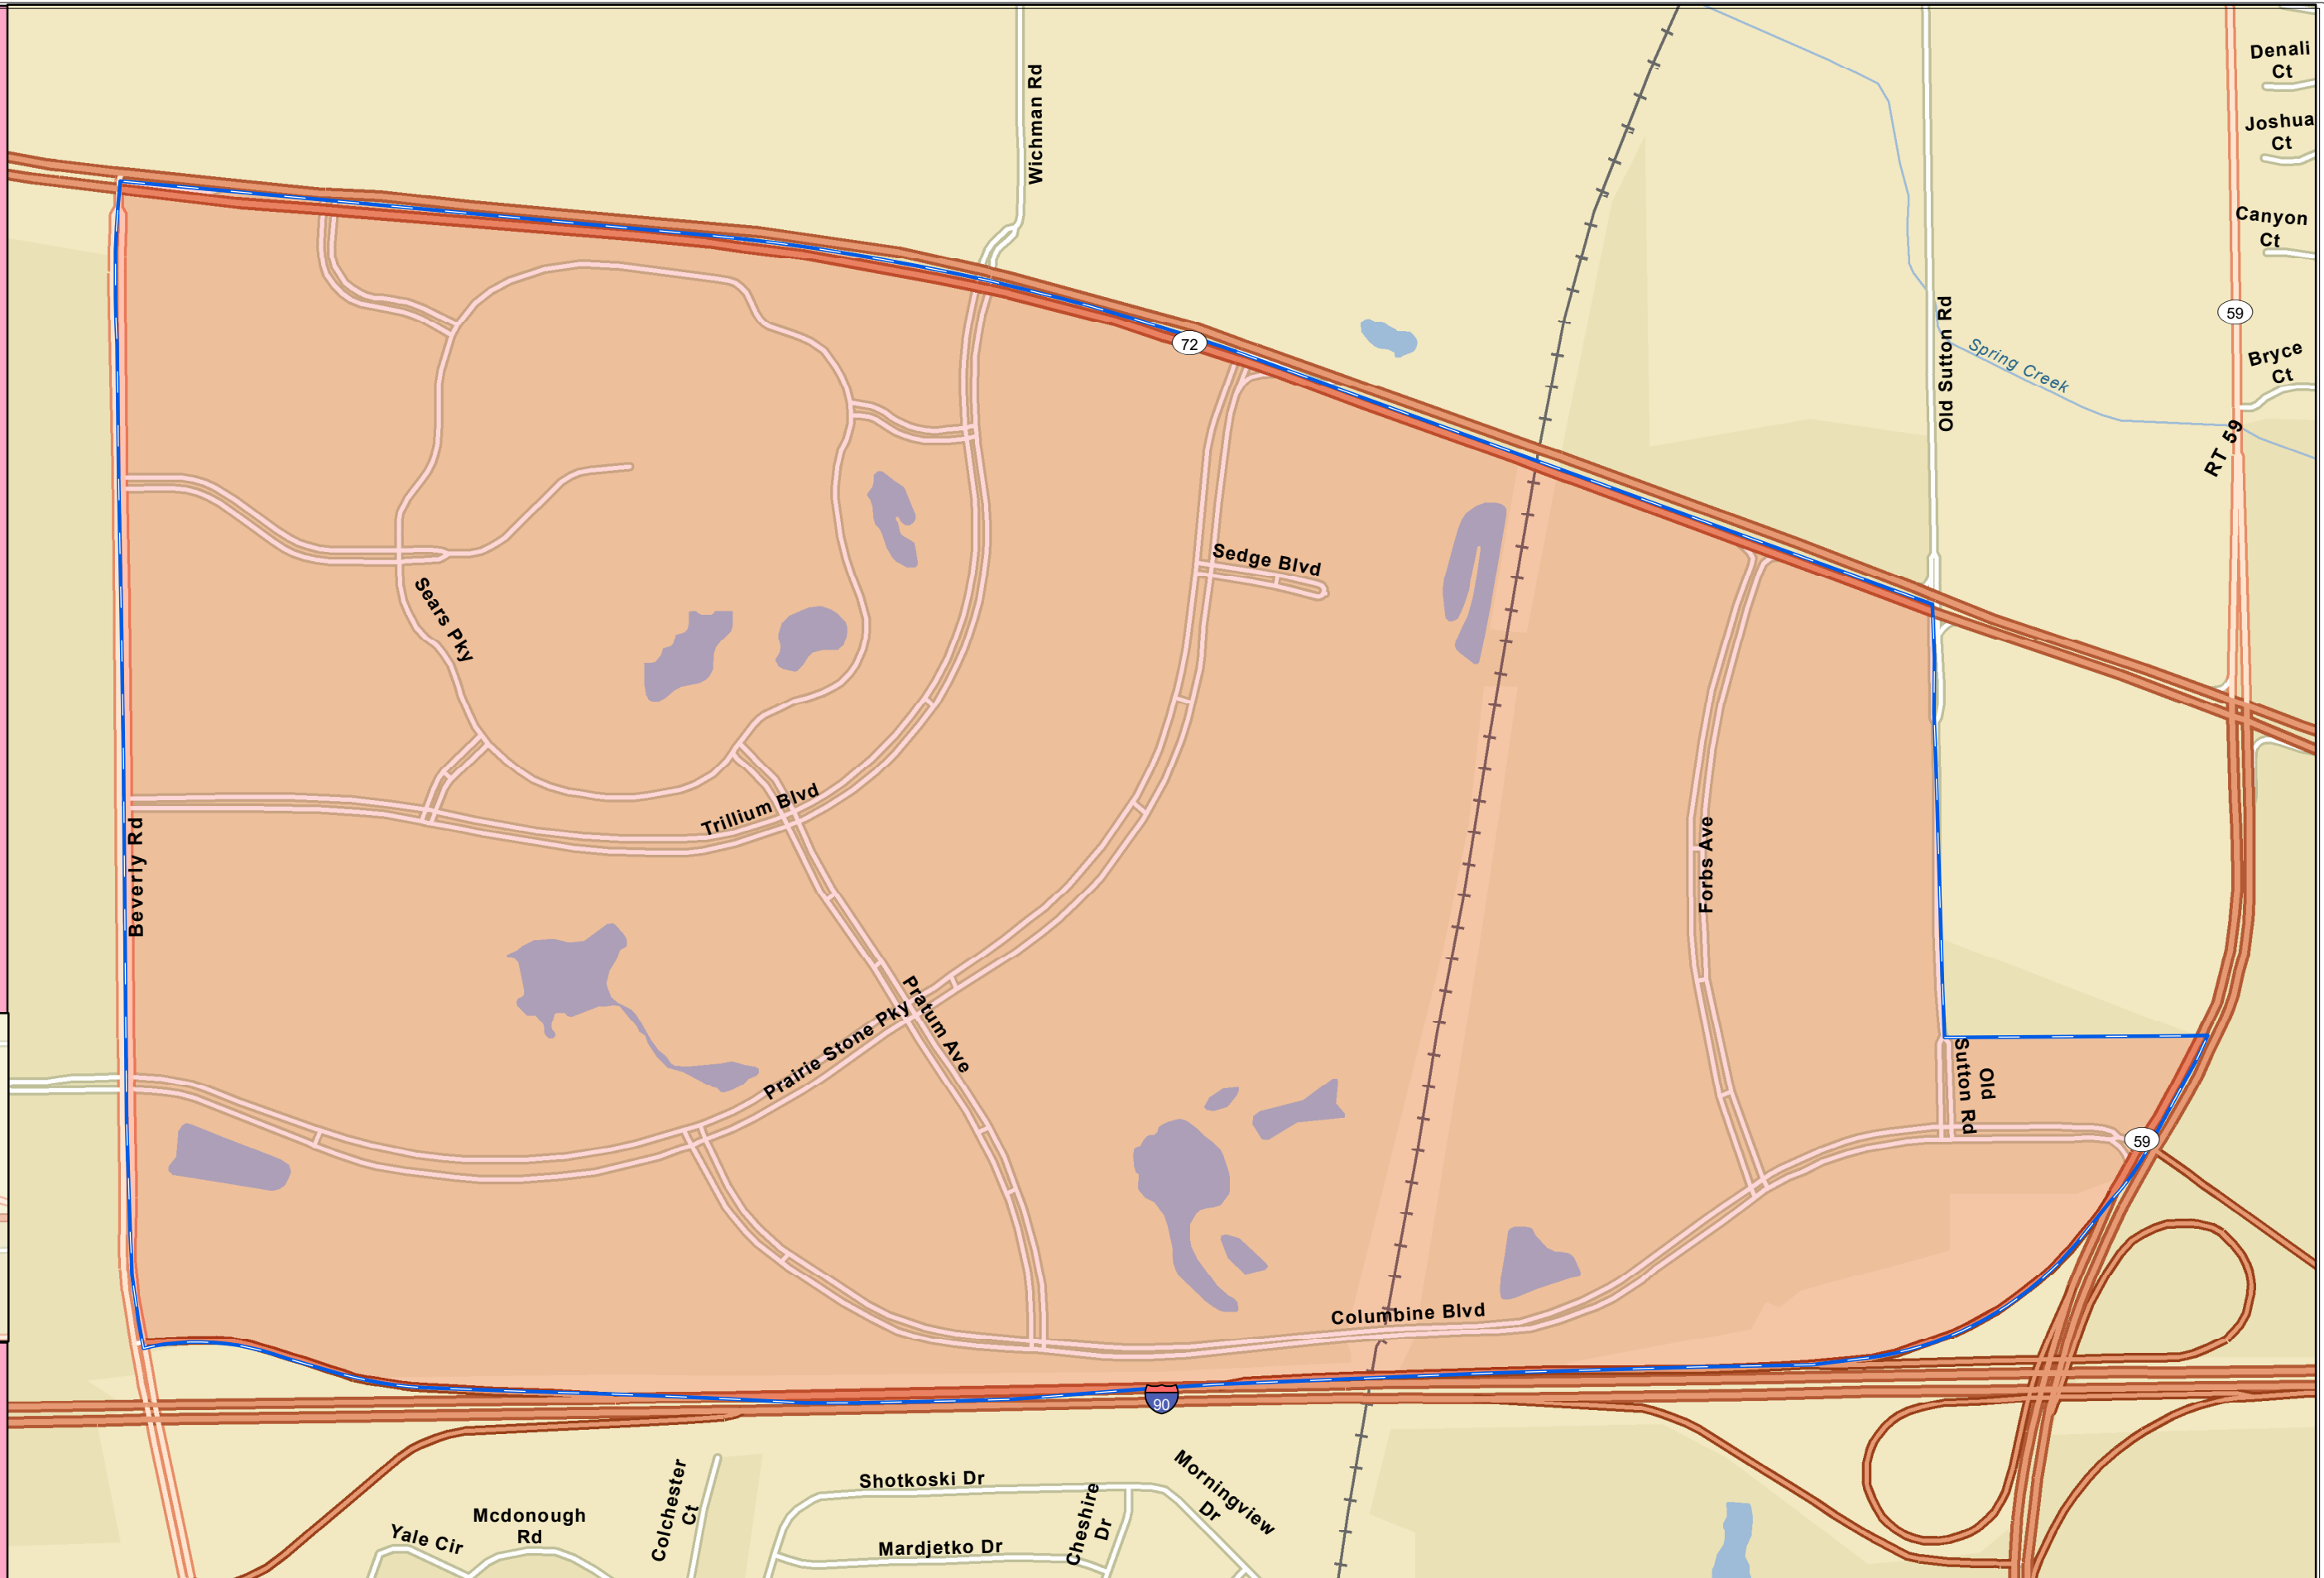 Denali
Ct
Wichman Rd
Joshua
Ct
Canyon
Ct
59
72
Old Sutton Rd
Spring Creek
Bryce
Ct
RT 59
Sedge Blvd
Sears Pky
Trillium Blvd
Beverly Rd
Forbs Ave
Pratum Ave
Prairie Stone Pky
Old
Sutton Rd
59
Columbine Blvd
90
Colchester
Ct
Shotkoski Dr
Morningview
Dr
Cheshire
Dr
Mcdonough
Rd
Yale Cir
Mardjetko Dr